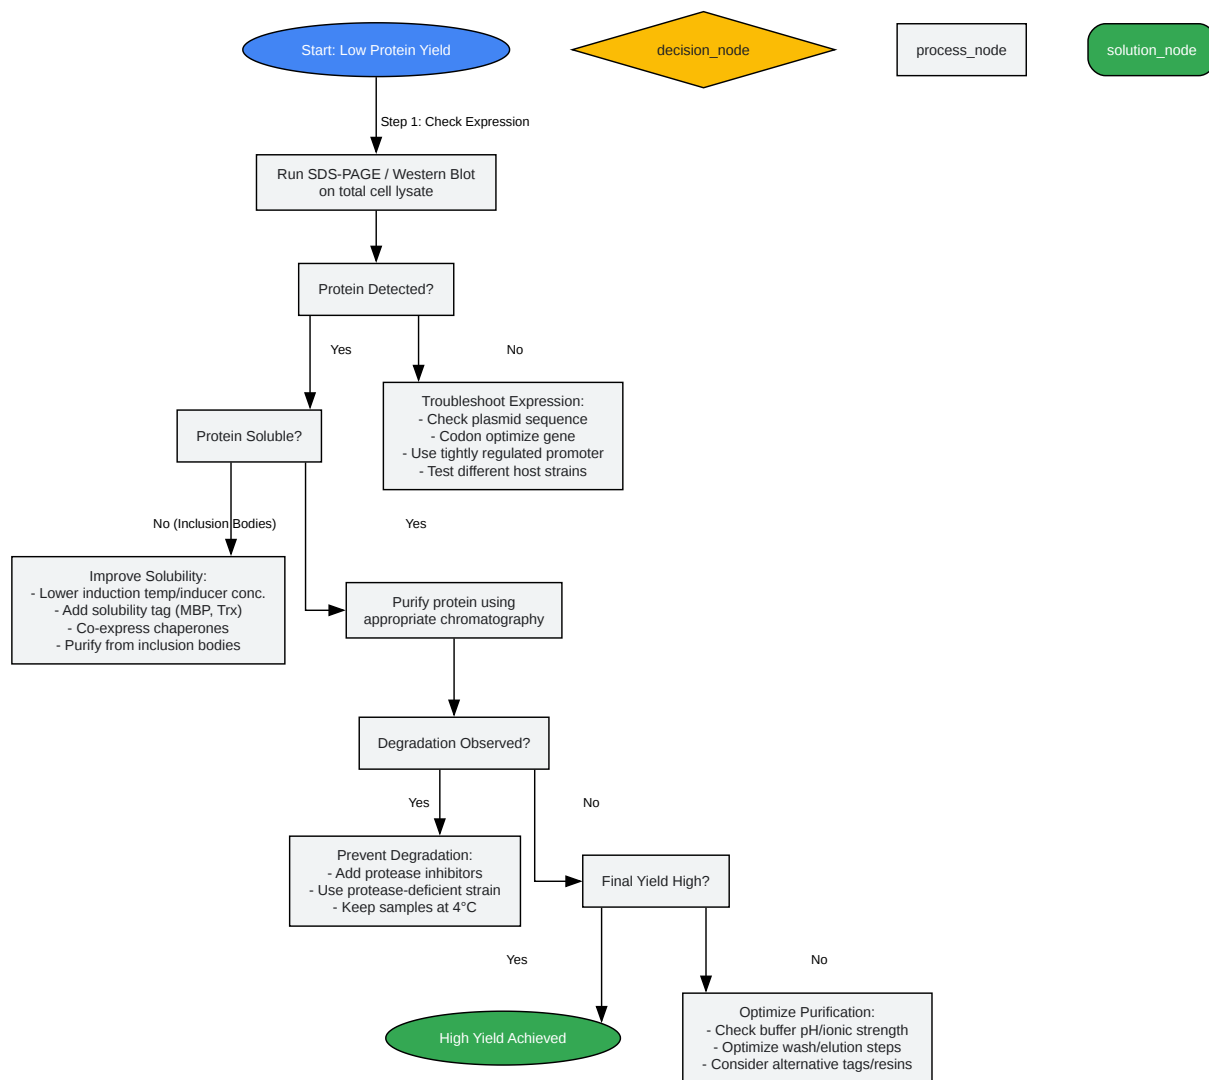 Start: Low Protein Yield
decision_node
process_node
solution_node
Step 1: Check Expression
Run SDS-PAGE / Western Blot
on total cell lysate
Protein Detected?
Yes
No
Troubleshoot Expression:
- Check plasmid sequence
- Codon optimize gene
- Use tightly regulated promoter
- Test different host strains
Protein Soluble?
No (Inclusion Bodies)
Yes
Improve Solubility:
- Lower induction temp/inducer conc.
- Add solubility tag (MBP, Trx)
- Co-express chaperones
- Purify from inclusion bodies
Purify protein using
appropriate chromatography
Degradation Observed?
Yes
No
Prevent Degradation:
- Add protease inhibitors
- Use protease-deficient strain
- Keep samples at 4°C
Final Yield High?
Yes
No
High Yield Achieved
Optimize Purification:
- Check buffer pH/ionic strength
- Optimize wash/elution steps
- Consider alternative tags/resins